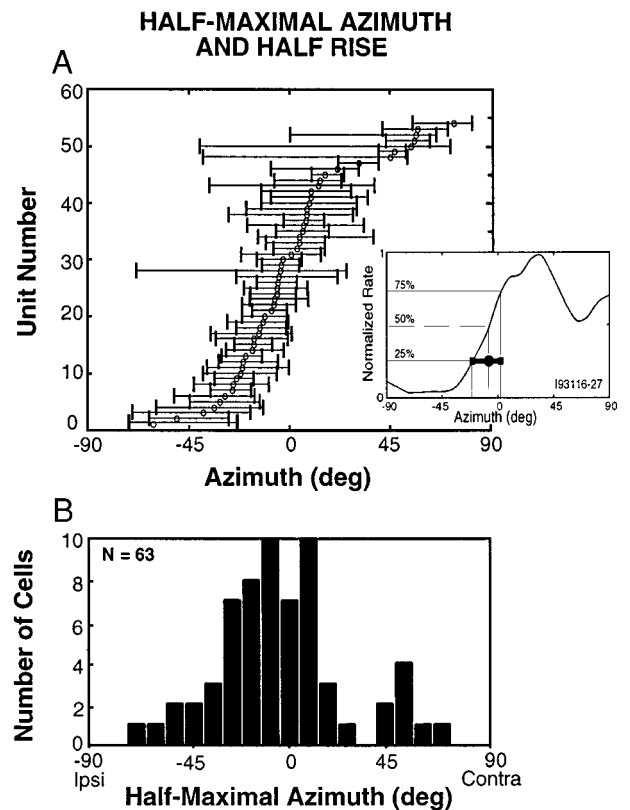 HALF-MAXIMAL AZIMUTH
AND HALF RISE
A
60
50
40
30
20
10
0
Unit Number
-90
-45
0
45
90
Azimuth (deg)
1
75%
50%
25%
0
Normalized Rate
I93116-27
-90
-45
0
45
90
Azimuth (deg)
B
N = 63
10
8
6
4
2
0
Number of Cells
-90
-45
0
45
90
Ipsi
Contra
Half-Maximal Azimuth (deg)